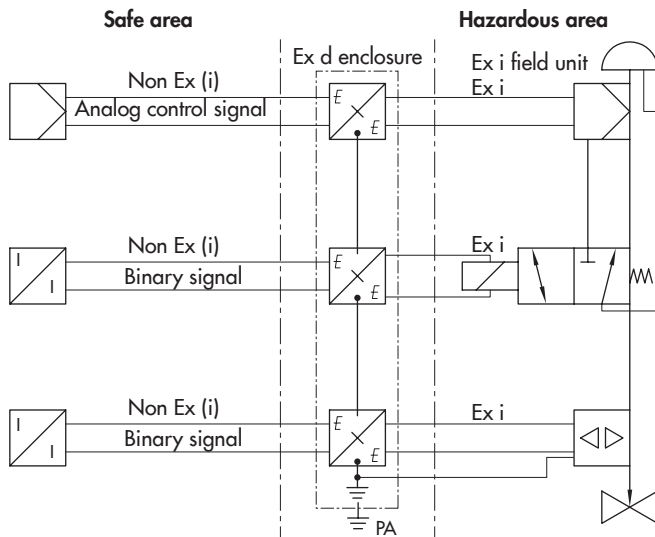 Safe area
Hazardous area
Ex d enclosure
Ex i field unit
Non Ex (i)
Ex i
Analog control signal
E
E
Non Ex (i)
Ex i
I
I
Binary signal
E
E
Non Ex (i)
Ex i
I
I
Binary signal
E
E
PA